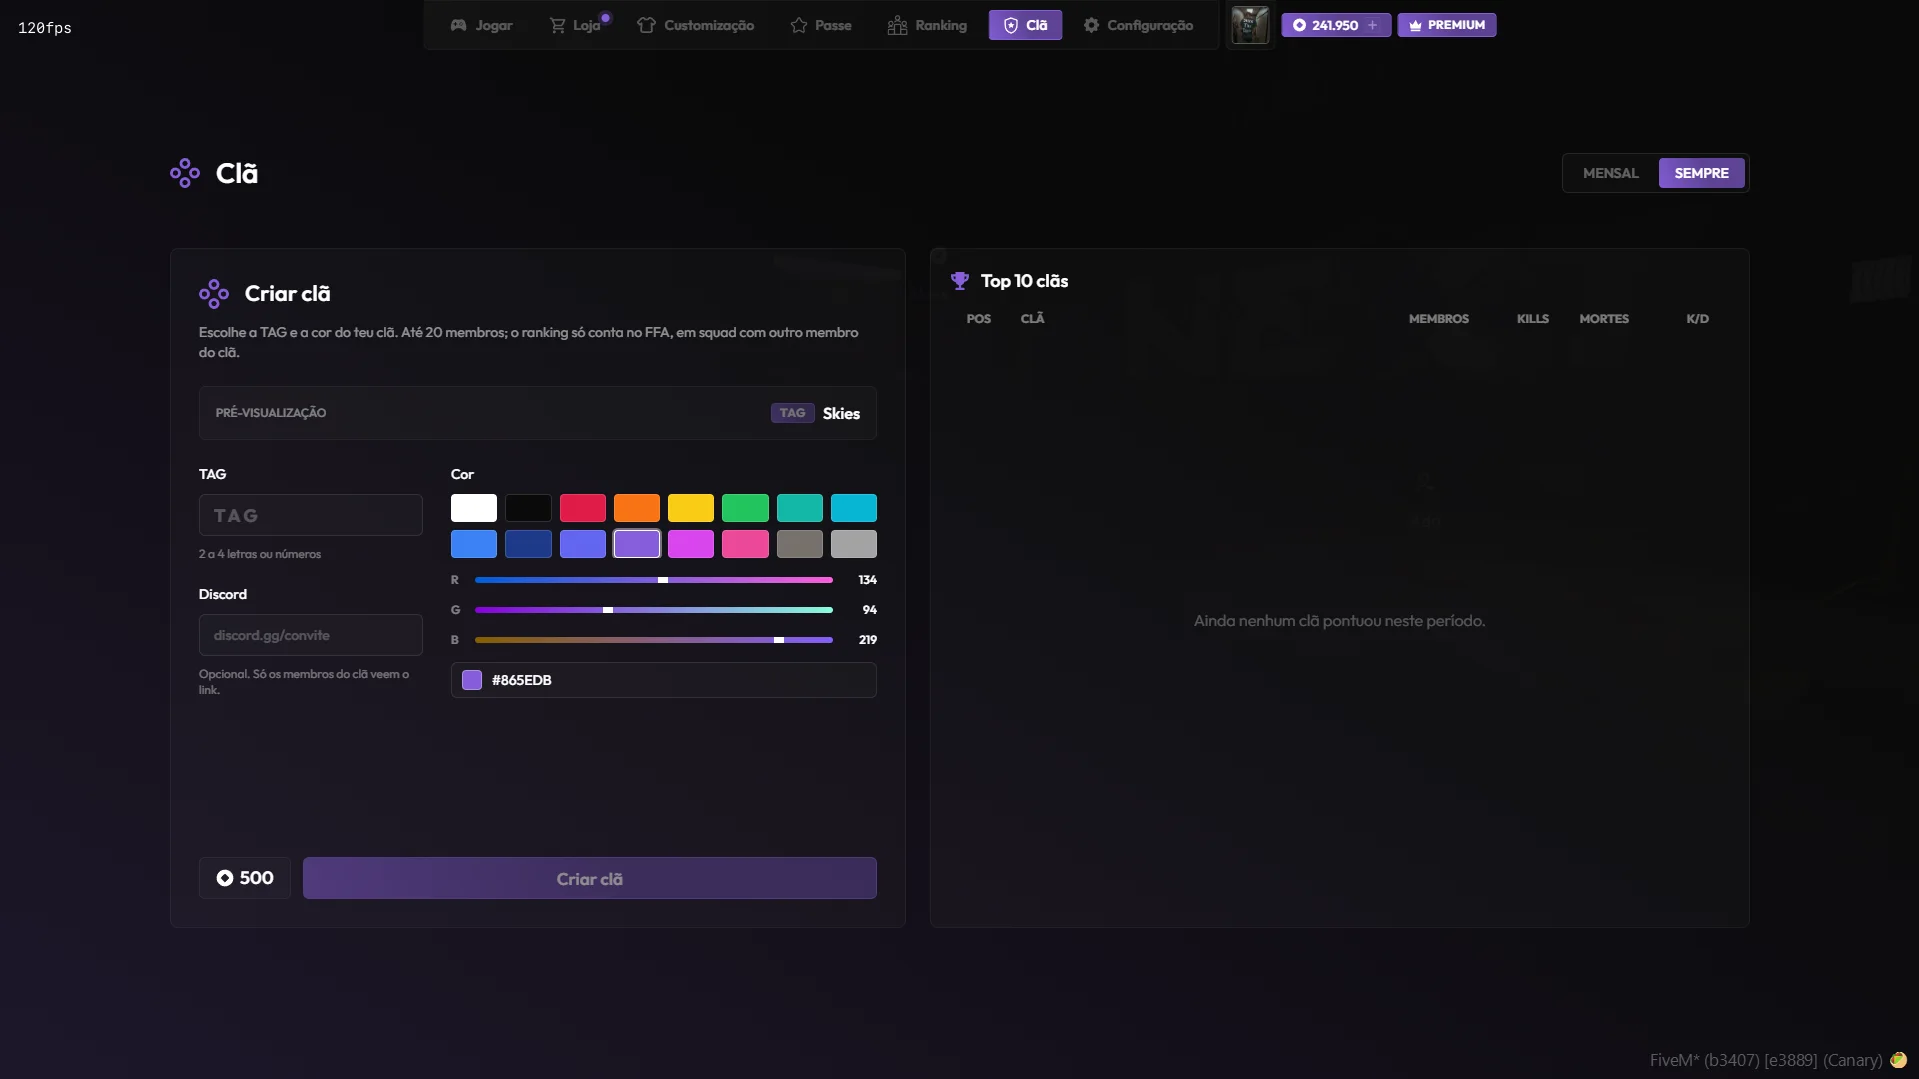 120fps
Jogar
Loja
Customização
Passe
Ranking
Clã
Configuração
241.950 +
PREMIUM
Clã
MENSAL
SEMPRE
Criar clã
Escolhe a TAG e a cor do teu clã. Até 20 membros; o ranking só conta no FFA, em squad com outro membro
do clã.
PRÉ-VISUALIZAÇÃO
TAG Skies
TAG
TAG
2 a 4 letras ou números
Discord
discord.gg/convite
Opcional. Só os membros do clã veem o
link.
Cor
R 134
G 94
B 219
#865EDB
500
Criar clã
Top 10 clãs
POS CLÃ MEMBROS KILLS MORTES K/D
Ainda nenhum clã pontuou neste período.
FiveM* (b3407) [e3889] (Canary)